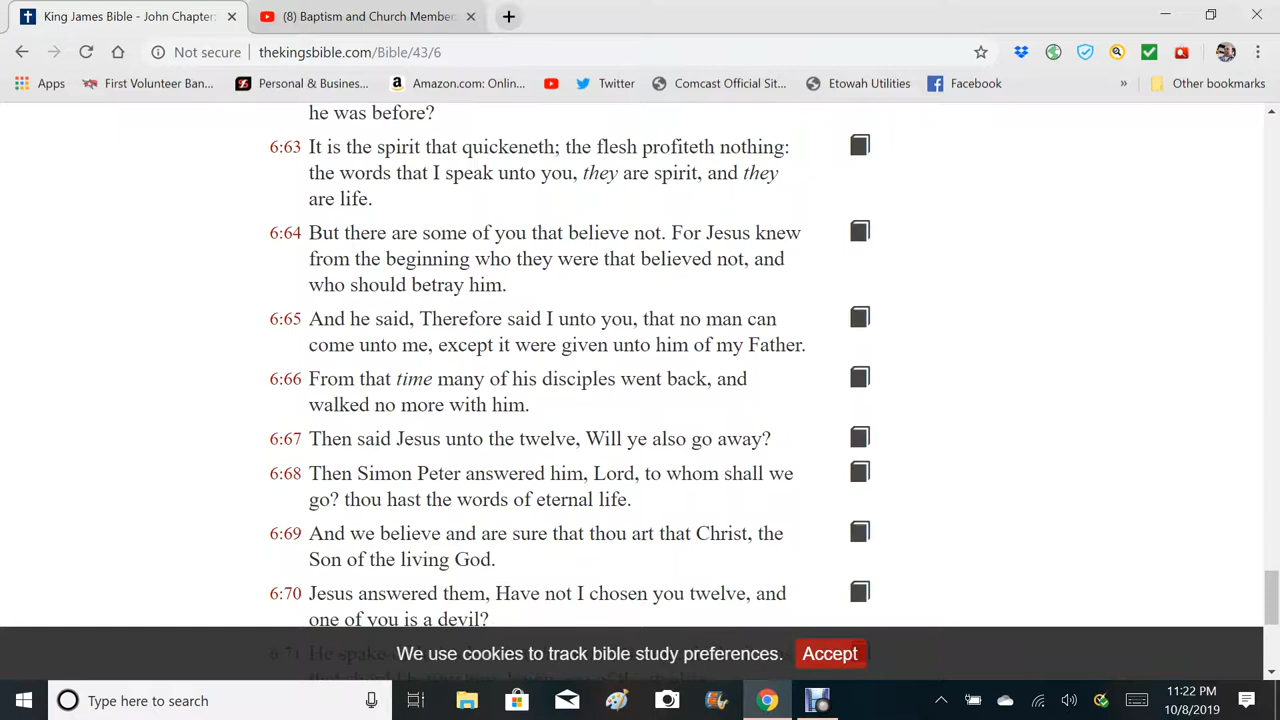 King James Bible - John Chapter:
(8) Baptism and Church Membe
Not secure
thekingsbible.com/Bible/43/6
Apps
First Volunteer Ban...
Personal & Busines...
Amazon.com: Onlin...
Twitter
Comcast Official Sit...
Etowah Utilities
Facebook
»
Other bookmarks
he was before?
6:63 It is the spirit that quickeneth; the flesh profiteth nothing:
the words that I speak unto you, they are spirit, and they
are life.
6:64 But there are some of you that believe not. For Jesus knew
from the beginning who they were that believed not, and
who should betray him.
6:65 And he said, Therefore said I unto you, that no man can
come unto me, except it were given unto him of my Father.
6:66 From that time many of his disciples went back, and
walked no more with him.
6:67 Then said Jesus unto the twelve, Will ye also go away?
6:68 Then Simon Peter answered him, Lord, to whom shall we
go? thou hast the words of eternal life.
6:69 And we believe and are sure that thou art that Christ, the
Son of the living God.
6:70 Jesus answered them, Have not I chosen you twelve, and
one of you is a devil?
6:71 He spake
We use cookies to track bible study preferences.
Accept
Type here to search
11:22 PM
10/8/2019